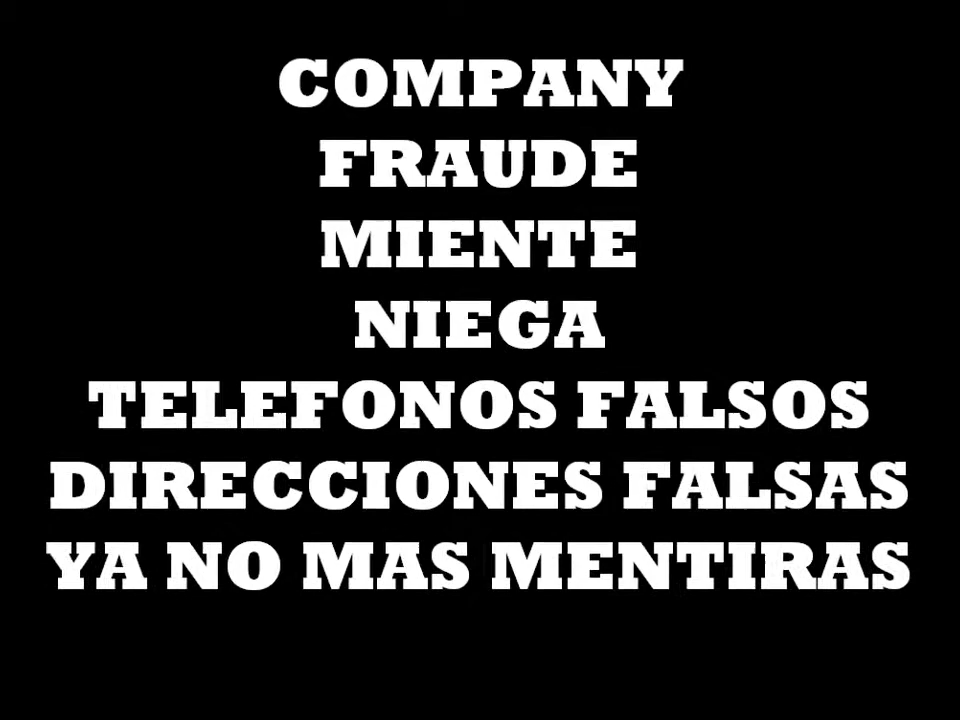 COMPANY
FRAUDE
MIENTE
NIEGA
TELEFONOS FALSOS
DIRECCIONES FALSAS
YA NO MAS MENTIRAS